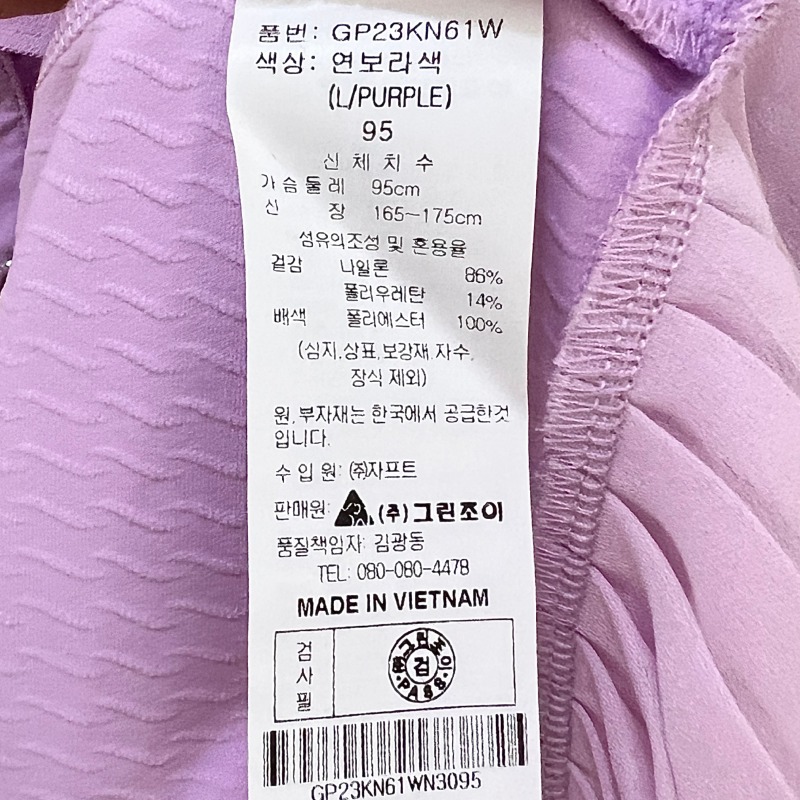 품번: GP23KN61W
색상: 연보라색
(L/PURPLE)
95
신 체 치 수
가 슴 둘 레 95cm
신 장 165~175cm
섬유의조성 및 혼용율
겉감 나일론 86%
폴리우레탄 14%
배색 폴리에스터 100%
(심지,상표,보강재,자수,
장식 제외)
원,부자재는 한국에서 공급한것
입니다.
수 입 원: ㈜자프트
판매원: (주)그린조이
품질책임자: 김광동
TEL: 080-080-4478
MADE IN VIETNAM
검사필
㈜그린조이
검
PASS
GP23KN61WN3095